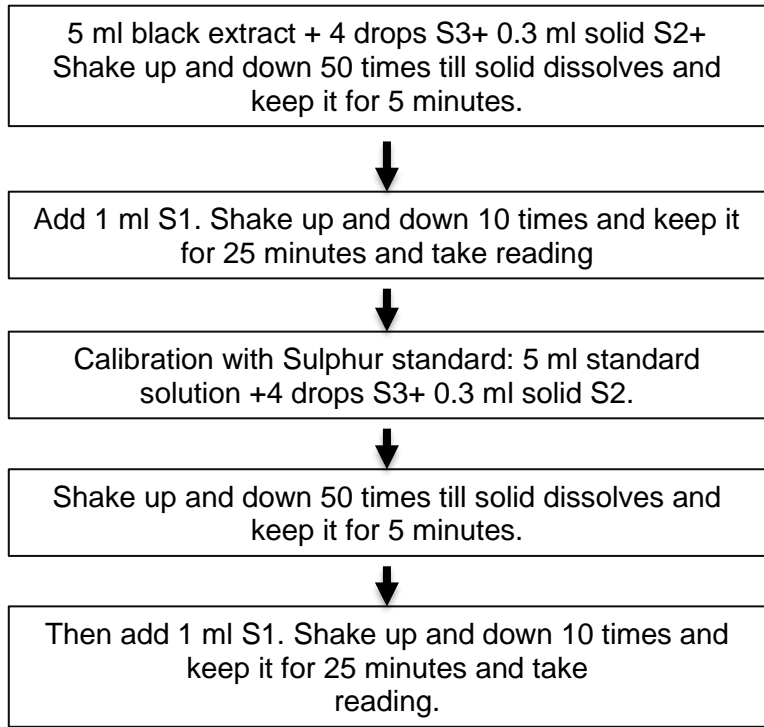 5 ml black extract + 4 drops S3+ 0.3 ml solid S2+
Shake up and down 50 times till solid dissolves and
keep it for 5 minutes.
Add 1 ml S1. Shake up and down 10 times and keep it
for 25 minutes and take reading
Calibration with Sulphur standard: 5 ml standard
solution +4 drops S3+ 0.3 ml solid S2.
Shake up and down 50 times till solid dissolves and
keep it for 5 minutes.
Then add 1 ml S1. Shake up and down 10 times and
keep it for 25 minutes and take
reading.